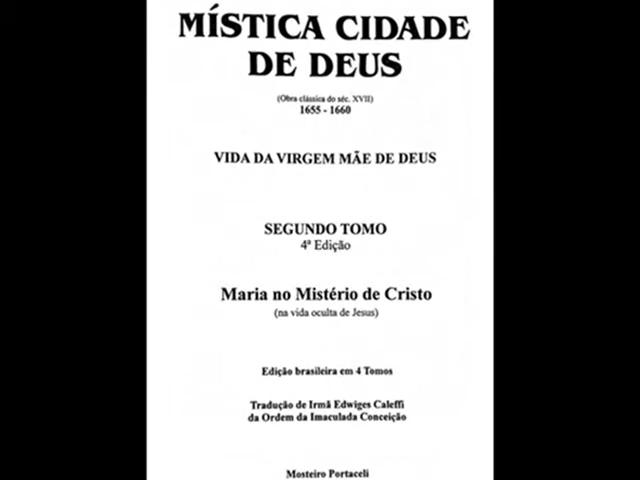 MÍSTICA CIDADE
DE DEUS
(Obra clássica do séc. XVII)
1655 - 1660
VIDA DA VIRGEM MÃE DE DEUS
SEGUNDO TOMO
4ª Edição
Maria no Mistério de Cristo
(na vida oculta de Jesus)
Edição brasileira em 4 Tomos
Tradução de Irmã Edwiges Caleffi
da Ordem da Imaculada Conceição
Mosteiro Portaceli